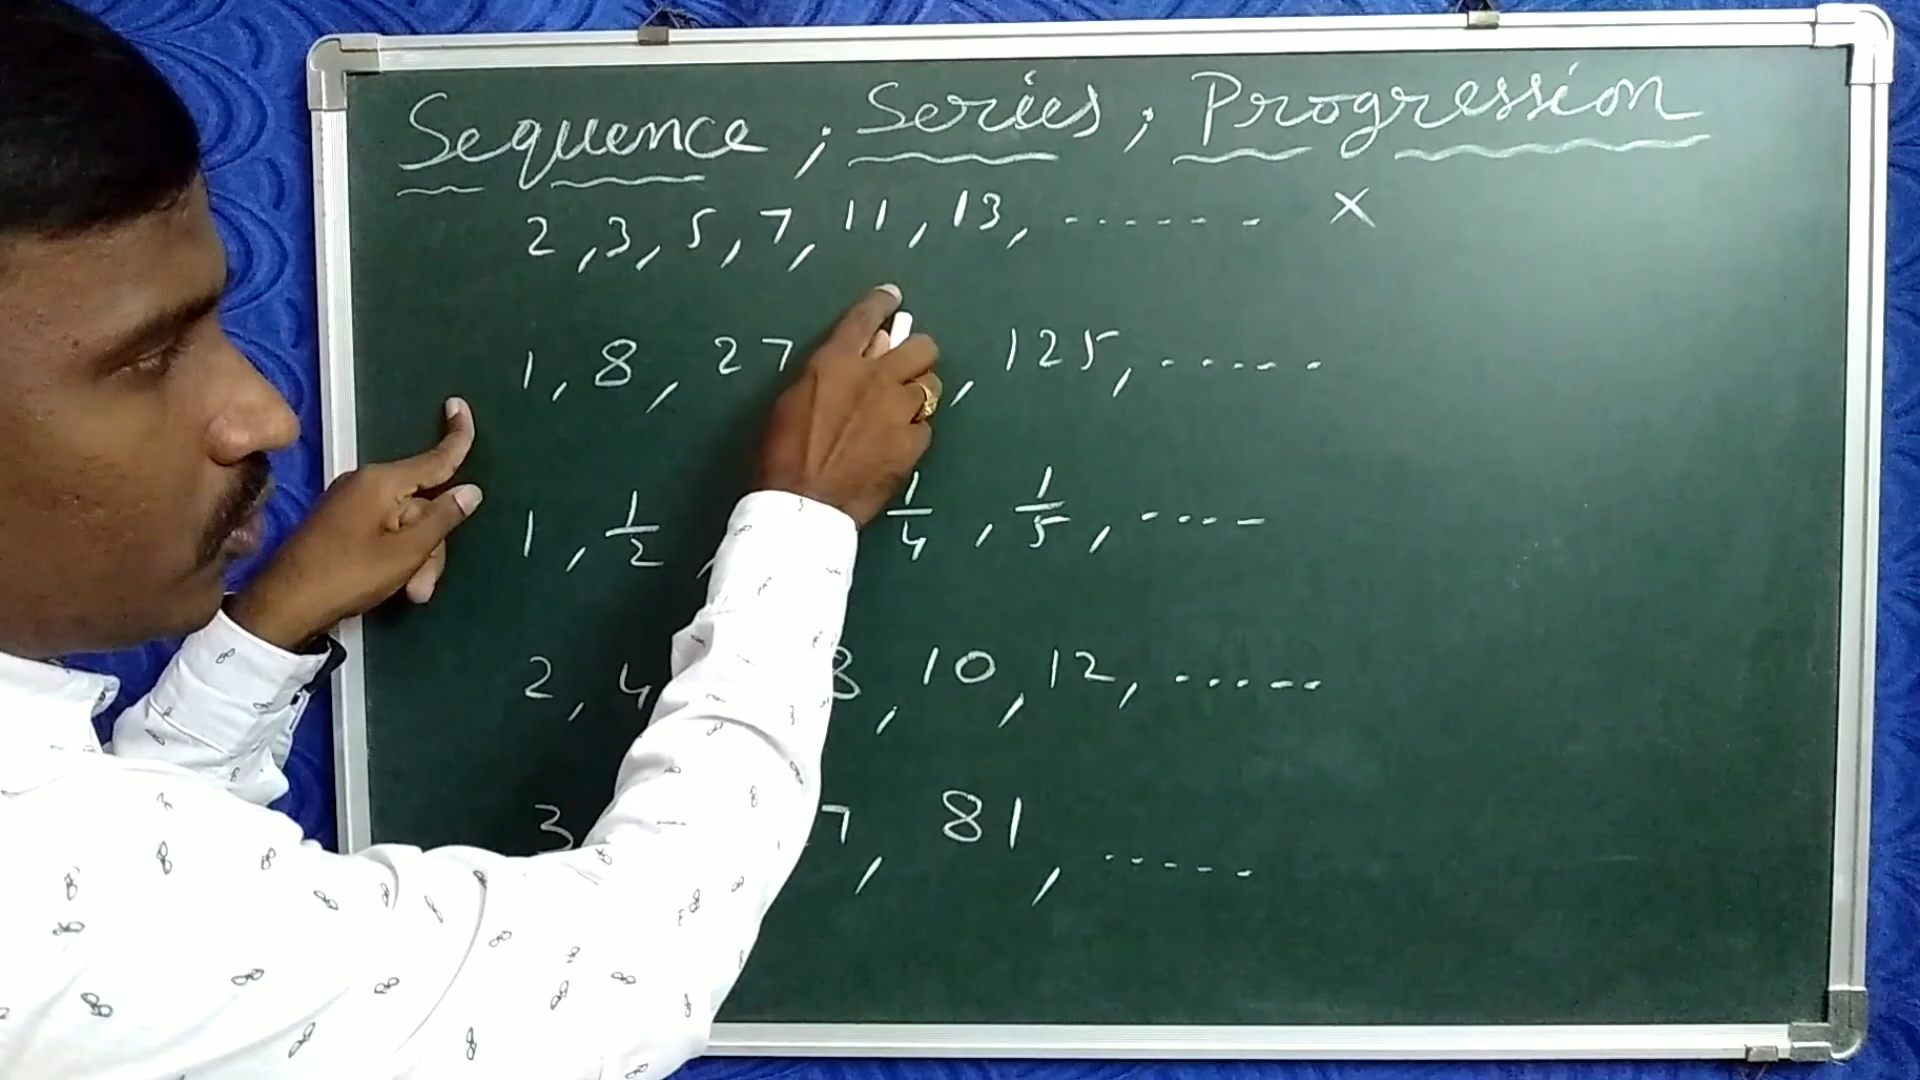 Sequence ; Series ; Progression
2 , 3 , 5 , 7 , 11 , 13 , ....... ×
1 , 8 , 27 , 125 , .....
1 , 1/2 , 1/4 , 1/5 , ....
2 , 4 8 , 10 , 12 , .....
3 7 , 81 , .....